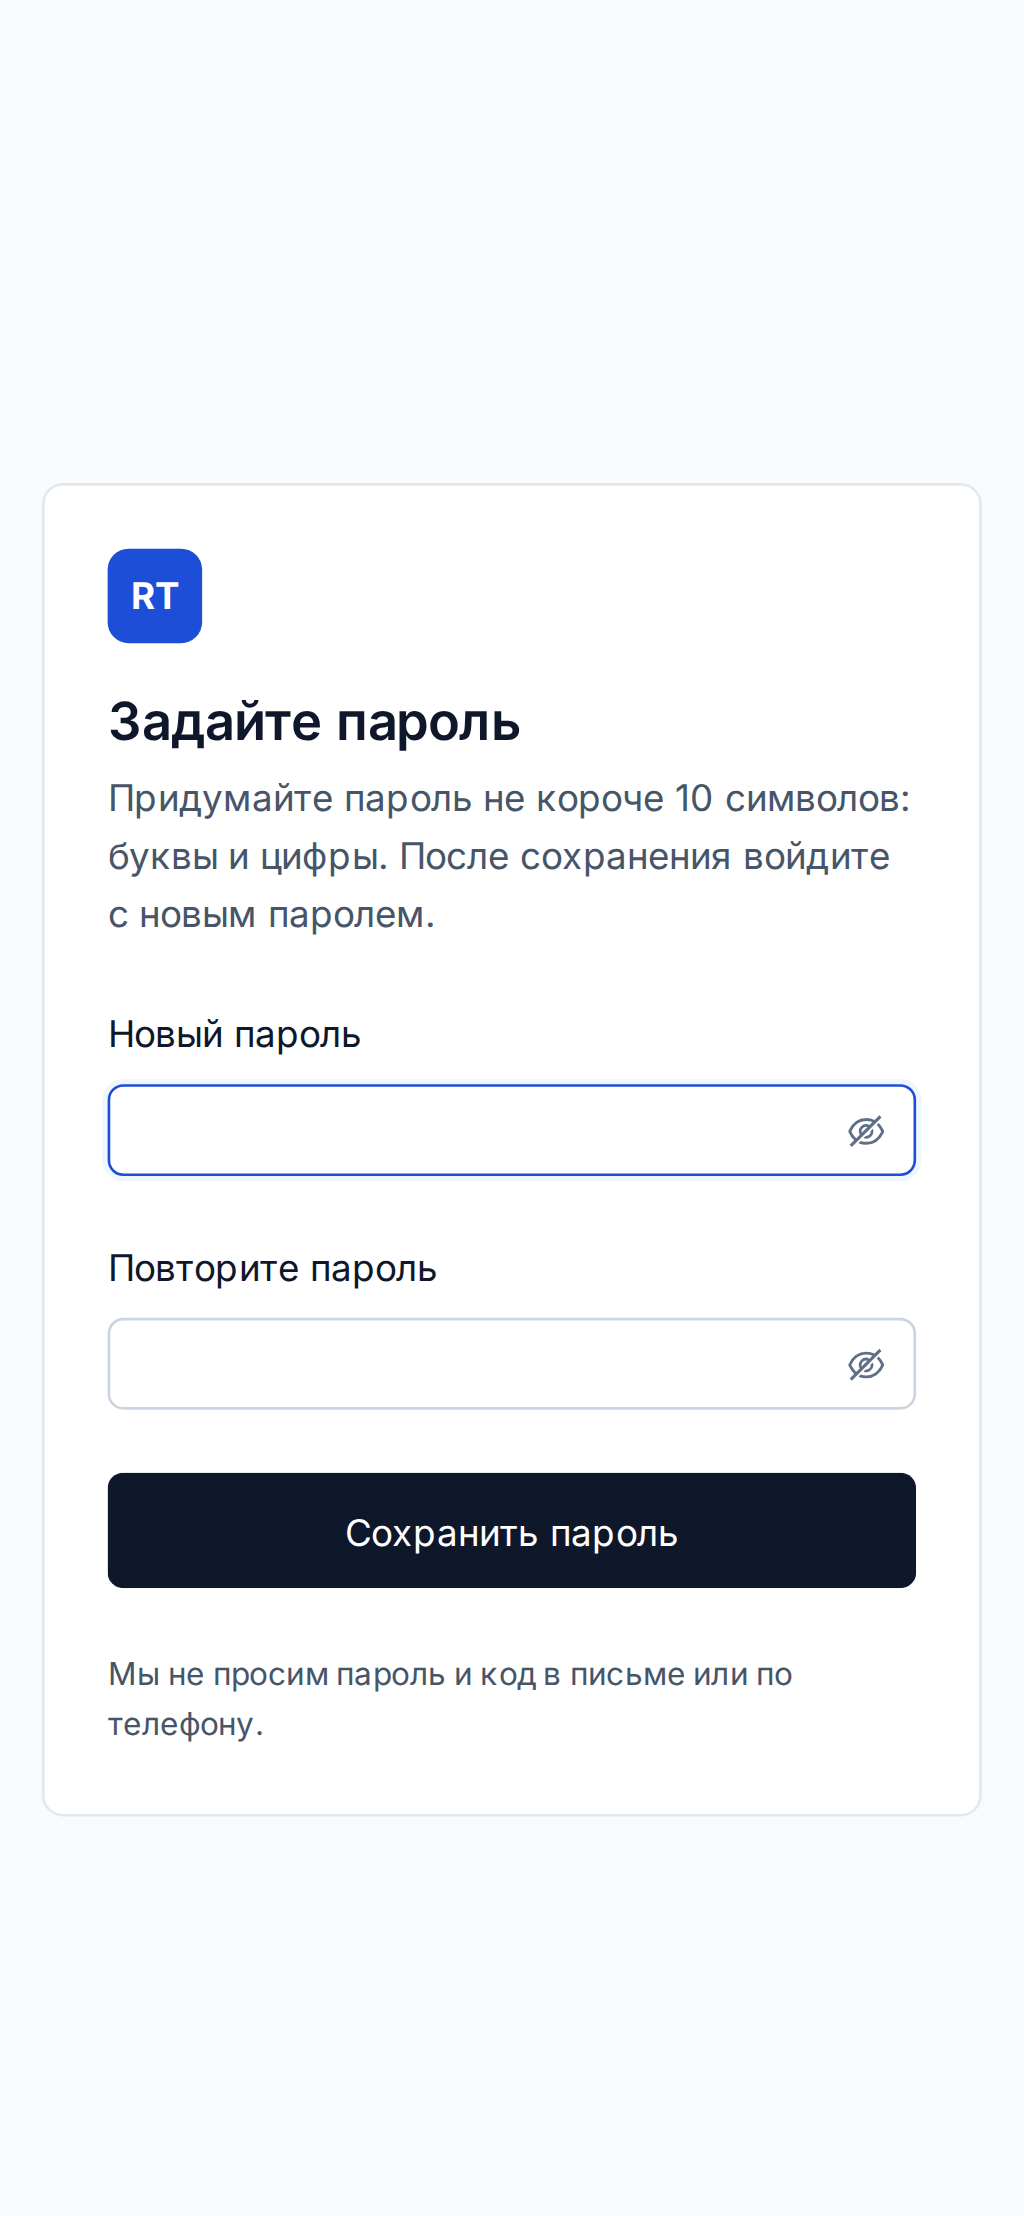 RT
Задайте пароль
Придумайте пароль не короче 10 символов:
буквы и цифры. После сохранения войдите
с новым паролем.
Новый пароль
Повторите пароль
Сохранить пароль
Мы не просим пароль и код в письме или по
телефону.